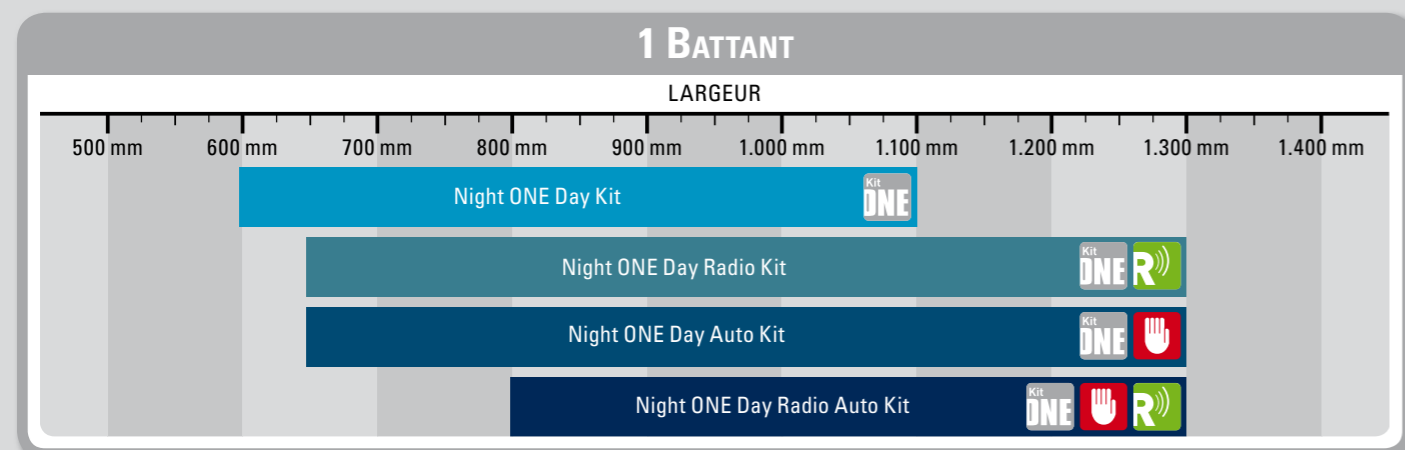 1 BATTANT
LARGEUR
500 mm 600 mm 700 mm 800 mm 900 mm 1.000 mm 1.100 mm 1.200 mm 1.300 mm 1.400 mm
Night ONE Day Kit Kit ONE
Night ONE Day Radio Kit Kit ONE R
Night ONE Day Auto Kit Kit ONE
Night ONE Day Radio Auto Kit Kit ONE R